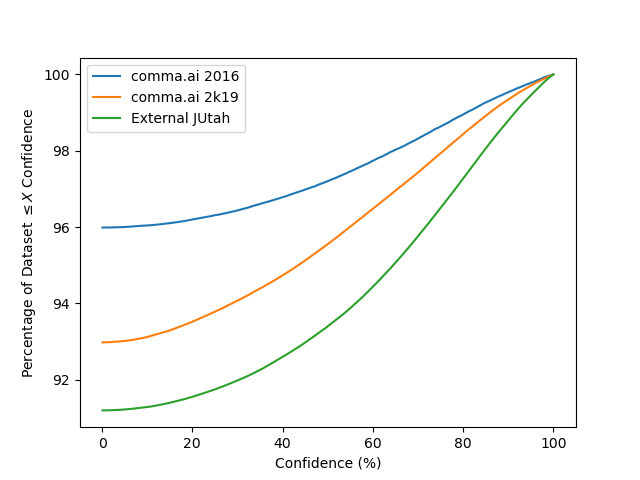 comma.ai 2016
comma.ai 2k19
External JUtah
100
98
96
94
92
Percentage of Dataset ≤ X Confidence
0 20 40 60 80 100
Confidence (%)